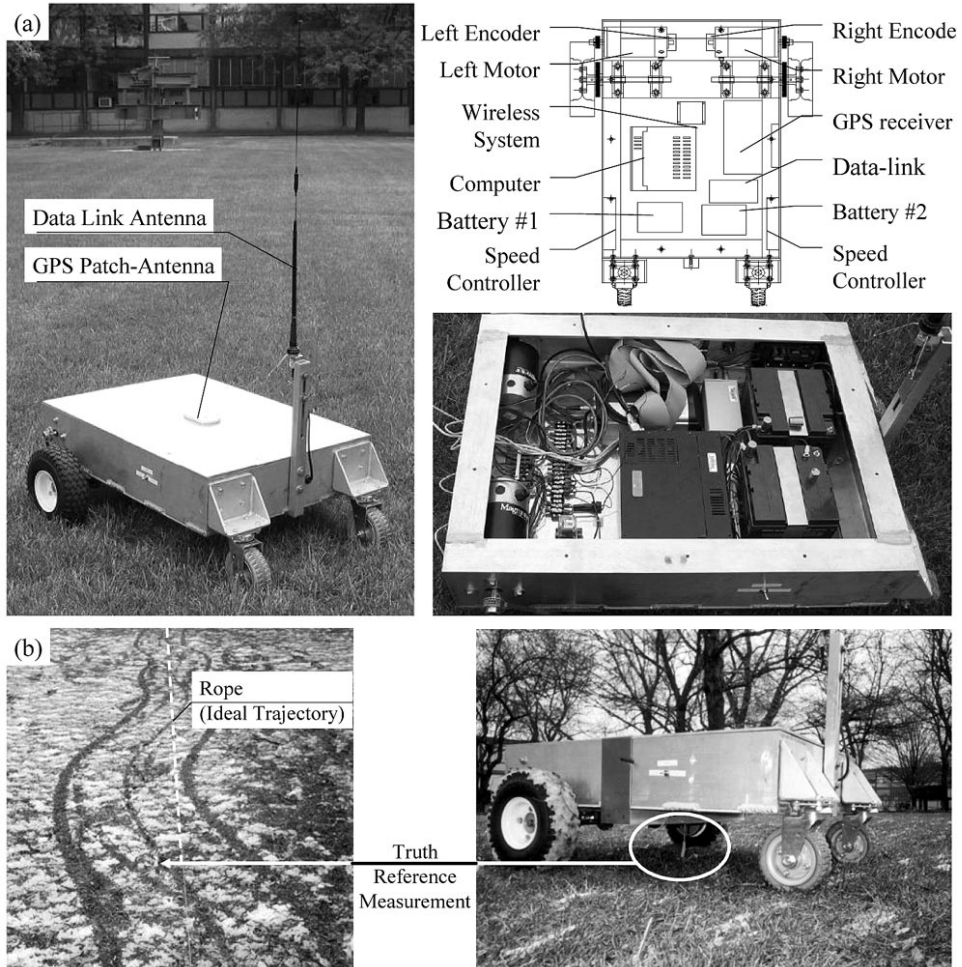 (a)
Data Link Antenna
GPS Patch-Antenna
Left Encoder
Left Motor
Wireless
System
Computer
Battery #1
Speed
Controller
Right Encode
Right Motor
GPS receiver
Data-link
Battery #2
Speed
Controller
(b)
Rope
(Ideal Trajectory)
Truth
Reference
Measurement